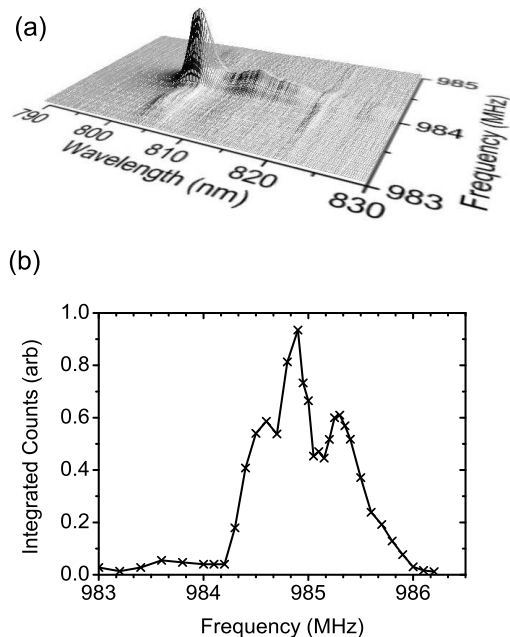 (a)
985
984
983
Frequency (MHz)
790
800
810
820
830
Wavelength (nm)
(b)
1.0
0.8
0.6
0.4
0.2
0.0
Integrated Counts (arb)
983 984 985 986
Frequency (MHz)